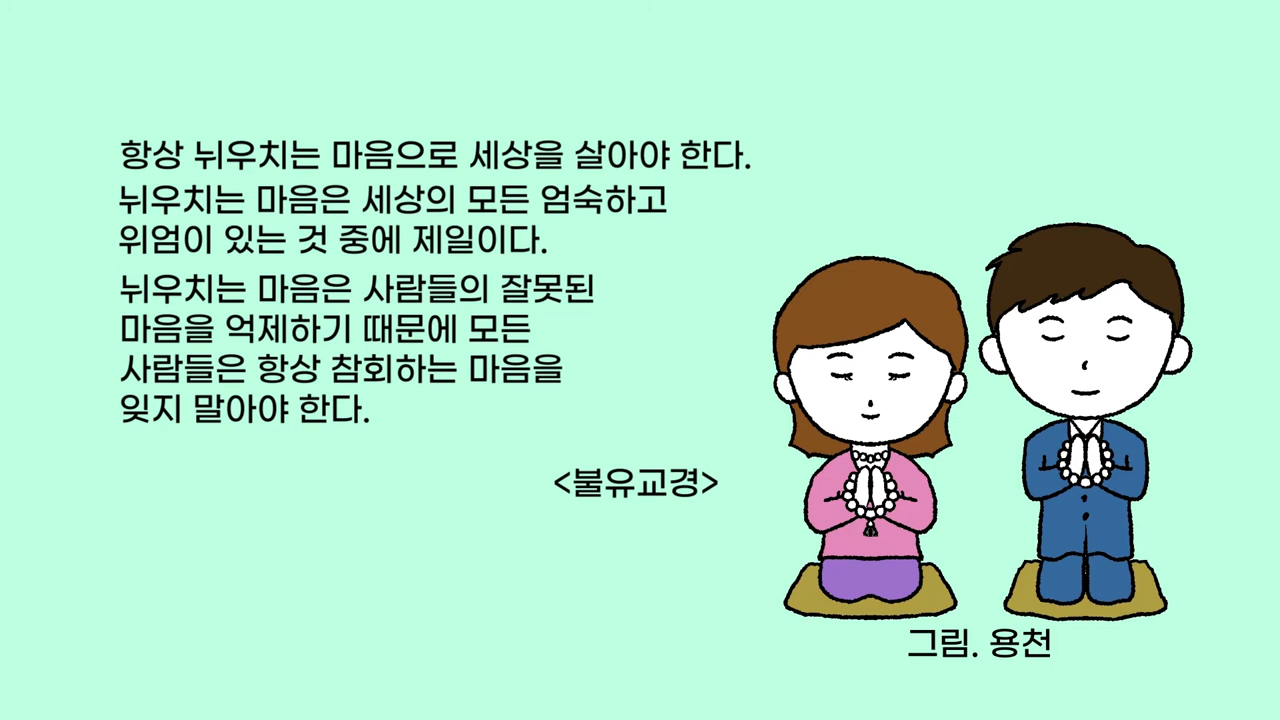 항상 뉘우치는 마음으로 세상을 살아야 한다.
뉘우치는 마음은 세상의 모든 엄숙하고
위엄이 있는 것 중에 제일이다.
뉘우치는 마음은 사람들의 잘못된
마음을 억제하기 때문에 모든
사람들은 항상 참회하는 마음을
잊지 말아야 한다.
<불유교경>
그림. 용천